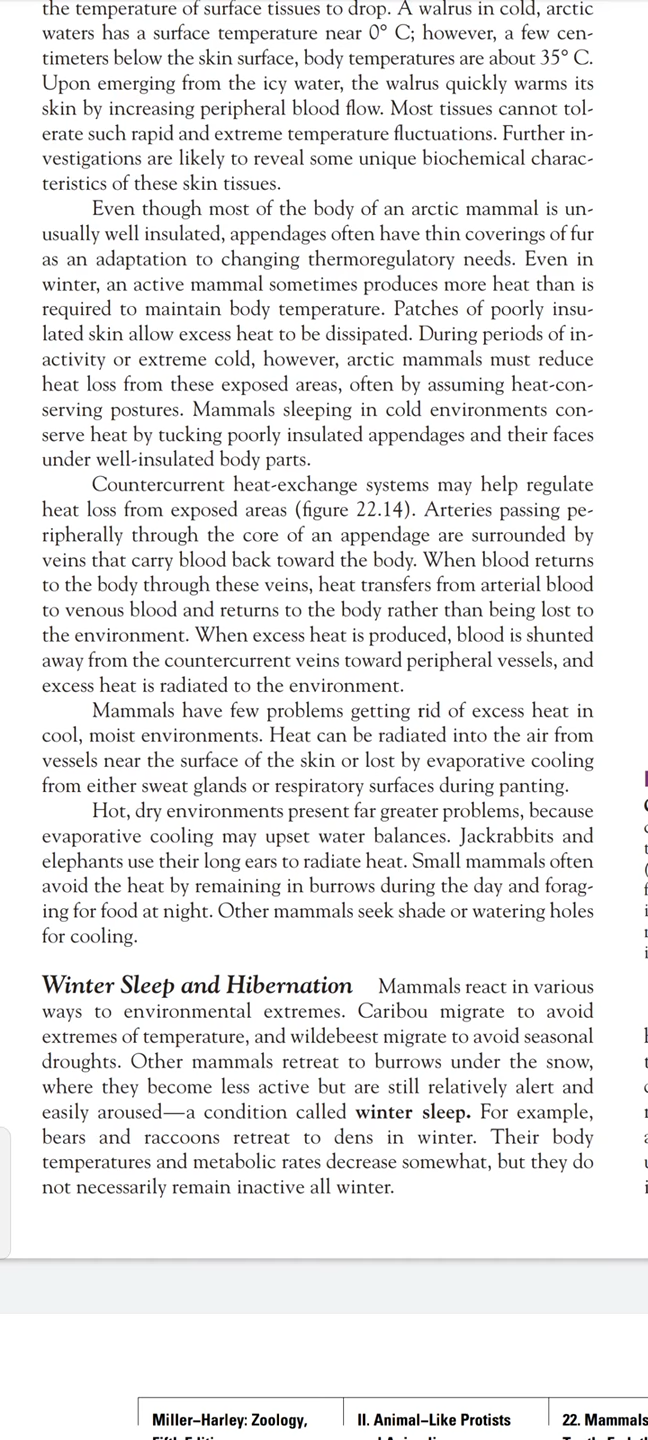 the temperature of surface tissues to drop. A walrus in cold, arctic
waters has a surface temperature near 0° C; however, a few cen-
timeters below the skin surface, body temperatures are about 35° C.
Upon emerging from the icy water, the walrus quickly warms its
skin by increasing peripheral blood flow. Most tissues cannot tol-
erate such rapid and extreme temperature fluctuations. Further in-
vestigations are likely to reveal some unique biochemical charac-
teristics of these skin tissues.
Even though most of the body of an arctic mammal is un-
usually well insulated, appendages often have thin coverings of fur
as an adaptation to changing thermoregulatory needs. Even in
winter, an active mammal sometimes produces more heat than is
required to maintain body temperature. Patches of poorly insu-
lated skin allow excess heat to be dissipated. During periods of in-
activity or extreme cold, however, arctic mammals must reduce
heat loss from these exposed areas, often by assuming heat-con-
serving postures. Mammals sleeping in cold environments con-
serve heat by tucking poorly insulated appendages and their faces
under well-insulated body parts.
Countercurrent heat-exchange systems may help regulate
heat loss from exposed areas (figure 22.14). Arteries passing pe-
ripherally through the core of an appendage are surrounded by
veins that carry blood back toward the body. When blood returns
to the body through these veins, heat transfers from arterial blood
to venous blood and returns to the body rather than being lost to
the environment. When excess heat is produced, blood is shunted
away from the countercurrent veins toward peripheral vessels, and
excess heat is radiated to the environment.
Mammals have few problems getting rid of excess heat in
cool, moist environments. Heat can be radiated into the air from
vessels near the surface of the skin or lost by evaporative cooling
from either sweat glands or respiratory surfaces during panting.
Hot, dry environments present far greater problems, because
evaporative cooling may upset water balances. Jackrabbits and
elephants use their long ears to radiate heat. Small mammals often
avoid the heat by remaining in burrows during the day and forag-
ing for food at night. Other mammals seek shade or watering holes
for cooling.
Winter Sleep and Hibernation Mammals react in various
ways to environmental extremes. Caribou migrate to avoid
extremes of temperature, and wildebeest migrate to avoid seasonal
droughts. Other mammals retreat to burrows under the snow,
where they become less active but are still relatively alert and
easily aroused—a condition called winter sleep. For example,
bears and raccoons retreat to dens in winter. Their body
temperatures and metabolic rates decrease somewhat, but they do
not necessarily remain inactive all winter.
Miller–Harley: Zoology,
II. Animal–Like Protists
22. Mammals